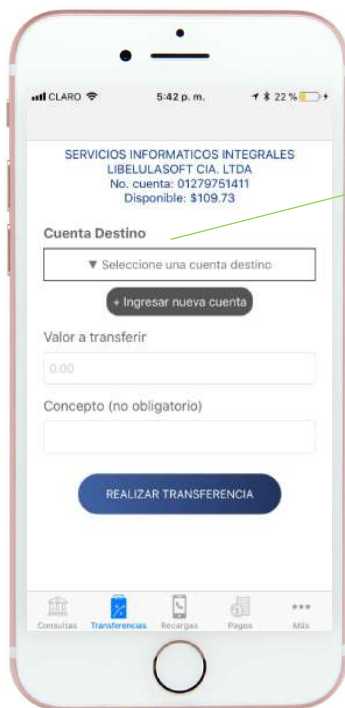 CLARO 5:42 p. m. 22 %
SERVICIOS INFORMATICOS INTEGRALES
LIBELULASOFT CIA. LTDA
No. cuenta: 01279751411
Disponible: $109.73
Cuenta Destino
▼ Seleccione una cuenta destino
+ Ingresar nueva cuenta
Valor a transferir
0.00
Concepto (no obligatorio)
REALIZAR TRANSFERENCIA
Consultas Transferencias Recargas Pagos Más